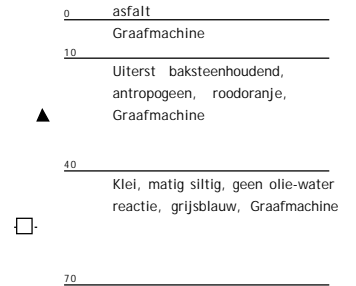 0 asfalt
Graafmachine
10
Uiterst baksteenhoudend,
antropogeen, roodoranje,
Graafmachine
40
Klei, matig siltig, geen olie-water
reactie, grijsblauw, Graafmachine
70